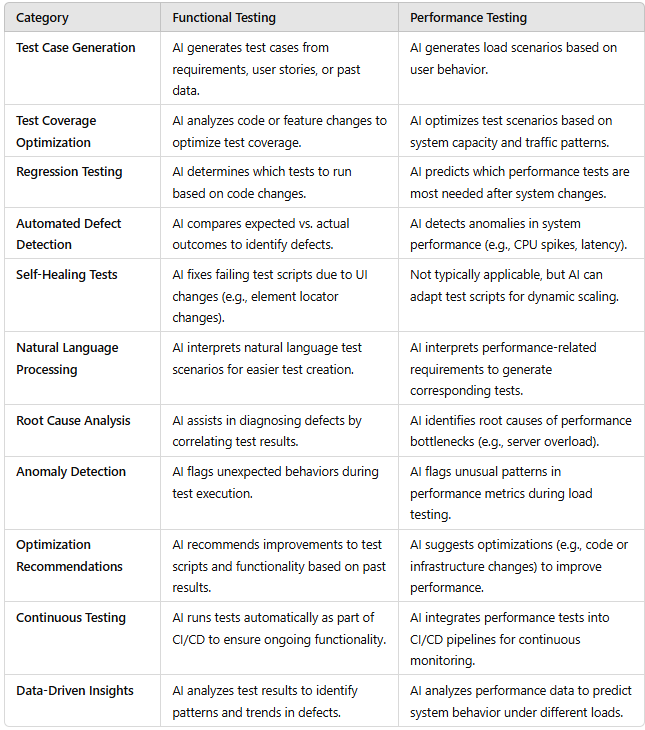 Category Functional Testing Performance Testing
Test Case Generation AI generates test cases from AI generates load scenarios based on
requirements, user stories, or past user behavior.
data.
Test Coverage AI analyzes code or feature changes to AI optimizes test scenarios based on
Optimization optimize test coverage. system capacity and traffic patterns.
Regression Testing AI determines which tests to run AI predicts which performance tests are
based on code changes. most needed after system changes.
Automated Defect AI compares expected vs. actual AI detects anomalies in system
Detection outcomes to identify defects. performance (e.g., CPU spikes, latency).
Self-Healing Tests AI fixes failing test scripts due to UI Not typically applicable, but AI can
changes (e.g., element locator adapt test scripts for dynamic scaling.
changes).
Natural Language AI interprets natural language test AI interprets performance-related
Processing scenarios for easier test creation. requirements to generate
corresponding tests.
Root Cause Analysis AI assists in diagnosing defects by AI identifies root causes of performance
correlating test results. bottlenecks (e.g., server overload).
Anomaly Detection AI flags unexpected behaviors during AI flags unusual patterns in
test execution. performance metrics during load
testing.
Optimization AI recommends improvements to test AI suggests optimizations (e.g., code or
Recommendations scripts and functionality based on past infrastructure changes) to improve
results. performance.
Continuous Testing AI runs tests automatically as part of AI integrates performance tests into
CI/CD to ensure ongoing functionality. CI/CD pipelines for continuous
monitoring.
Data-Driven Insights AI analyzes test results to identify AI analyzes performance data to predict
patterns and trends in defects. system behavior under different loads.